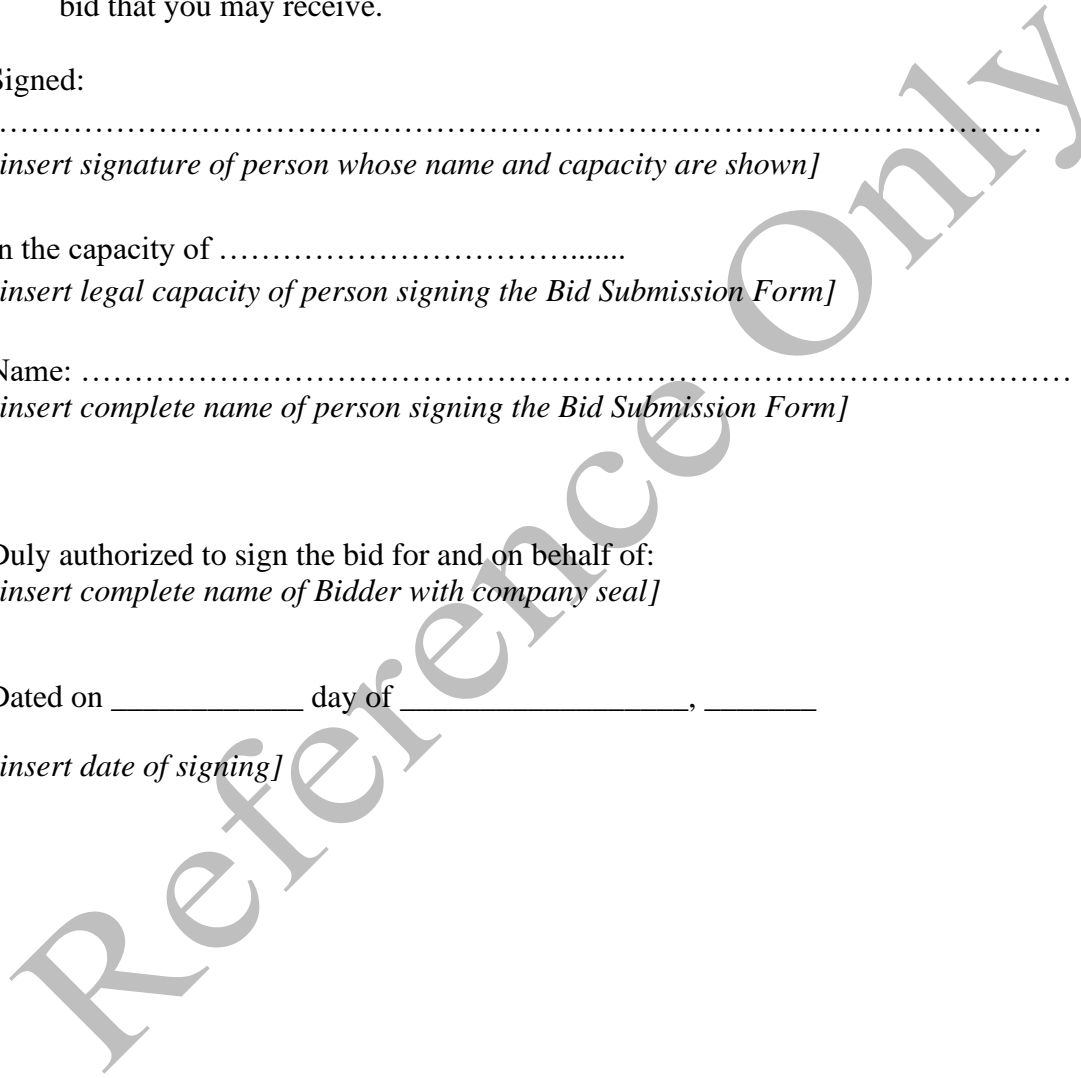 bid that you may receive.
Signed:
……………………………………………………………………………………………
insert signature of person whose name and capacity are shown]
in the capacity of …………………………….......
insert legal capacity of person signing the Bid Submission Form]
Name: …………………………………………………………………………………
insert complete name of person signing the Bid Submission Form]
Duly authorized to sign the bid for and on behalf of:
insert complete name of Bidder with company seal]
Dated on ____________ day of __________________, _______
insert date of signing]
Reference Only